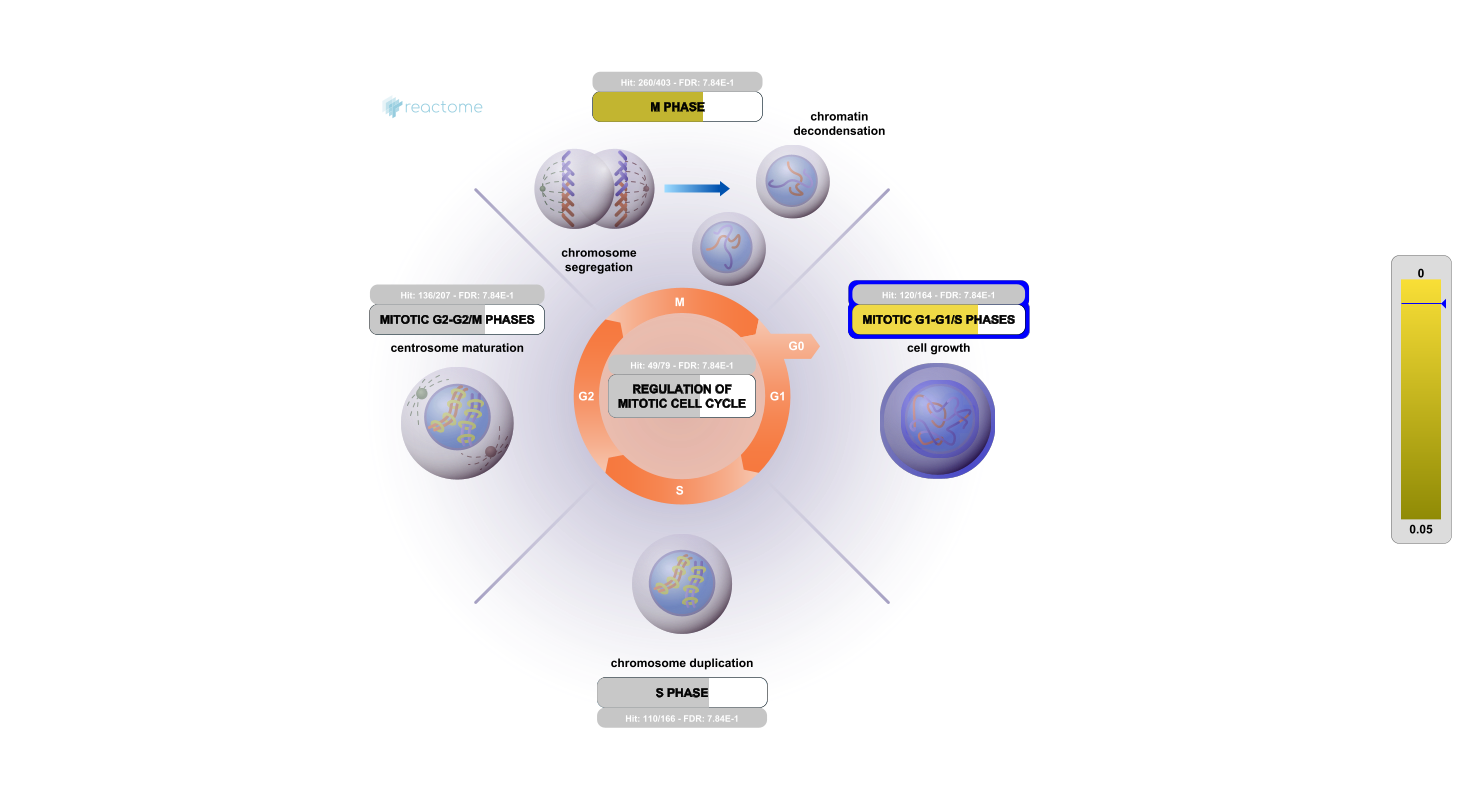 Hit: 260/403 - FDR: 7.84E-1
M PHASE
reactome
chromatin
decondensation
chromosome
segregation
Hit: 136/207 - FDR: 7.84E-1
MITOTIC G2-G2/M PHASES
centrosome maturation
Hit: 120/164 - FDR: 7.84E-1
MITOTIC G1-G1/S PHASES
cell growth
M
G0
G2
G1
S
Hit: 49/79 - FDR: 7.84E-1
REGULATION OF
MITOTIC CELL CYCLE
chromosome duplication
S PHASE
Hit: 110/166 - FDR: 7.84E-1
0
0.05